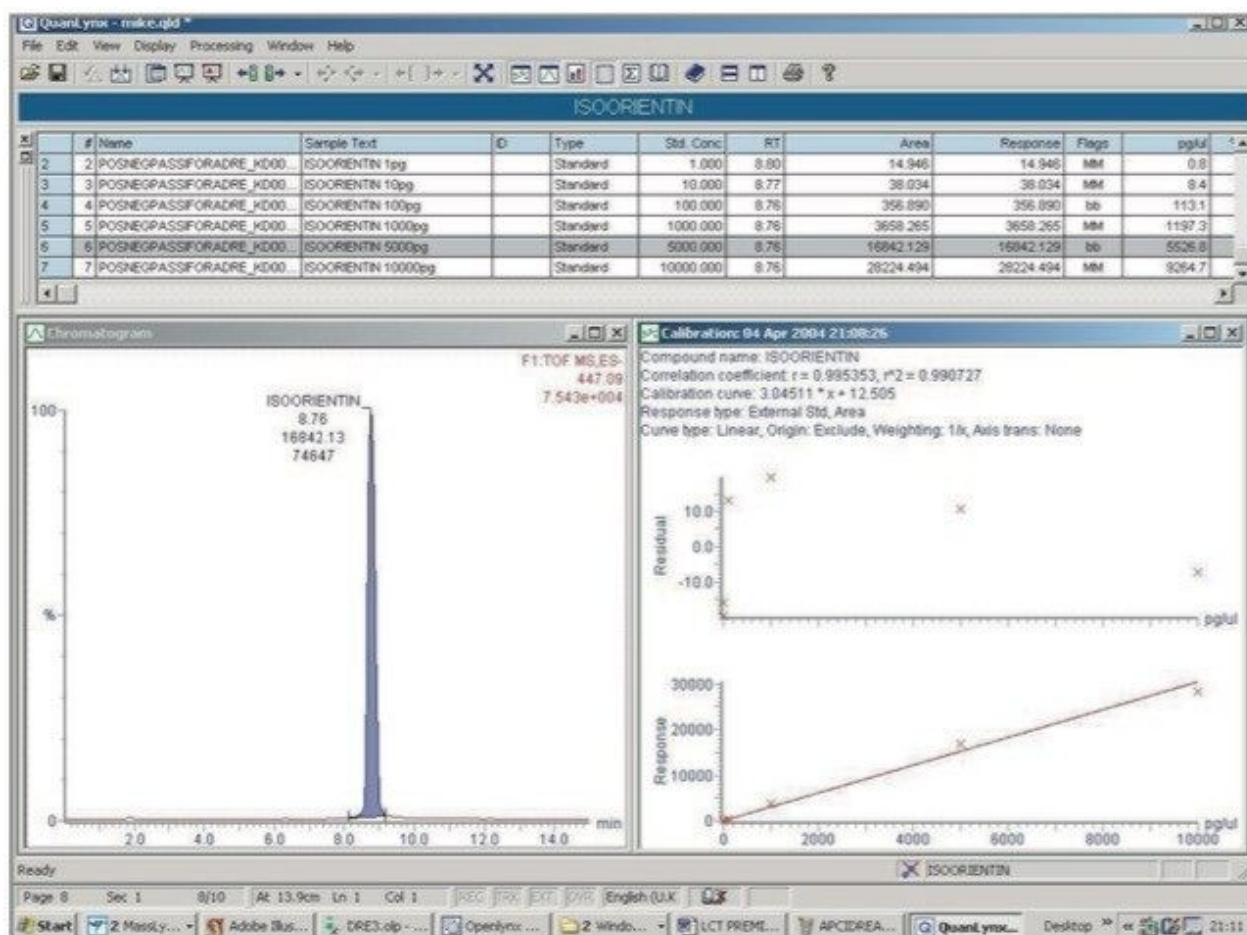 QuanLynx - mike.qld *
File Edit View Display Processing Window Help
ISOORIENTIN
# Name Sample Text ID Type Std. Conc RT Area Response Flags pg/ul
2 2 POSNEGPASSIFORADRE_KD00... ISOORIENTIN 1pg Standard 1.000 8.80 14.946 14.946 MM 0.8
3 3 POSNEGPASSIFORADRE_KD00... ISOORIENTIN 10pg Standard 10.000 8.77 38.034 38.034 MM 8.4
4 4 POSNEGPASSIFORADRE_KD00... ISOORIENTIN 100pg Standard 100.000 8.76 356.890 356.890 bb 113.1
5 5 POSNEGPASSIFORADRE_KD00... ISOORIENTIN 1000pg Standard 1000.000 8.76 3658.265 3658.265 MM 1197.3
6 6 POSNEGPASSIFORADRE_KD00... ISOORIENTIN 5000pg Standard 5000.000 8.76 16842.129 16842.129 bb 5526.8
7 7 POSNEGPASSIFORADRE_KD00... ISOORIENTIN 10000pg Standard 10000.000 8.76 28224.494 28224.494 MM 9264.7
Chromatogram
F1:TOF MS,ES-
447.09
7.543e+004
ISOORIENTIN
8.76
16842.13
74647
100
%
0
2.0 4.0 6.0 8.0 10.0 12.0 14.0 min
Calibration: 04 Apr 2004 21:08:26
Compound name: ISOORIENTIN
Correlation coefficient: r = 0.995353, r^2 = 0.990727
Calibration curve: 3.04511 * x + 12.505
Response type: External Std, Area
Curve type: Linear, Origin: Exclude, Weighting: 1/x, Axis trans: None
Residual
10.0
0.0
-10.0
pg/ul
Response
30000
20000
10000
0
0 2000 4000 6000 8000 10000 pg/ul
Ready ISOORIENTIN
Page 8 Sec 1 8/10 At 13.9cm Ln 1 Col 1 REC TRK EXT OVR English (U.K
Start 2 MassLy... Adobe Illus... DRE3.olp - ... Openlynx ... 2 Windo... LCT PREMI... APCIDREA... QuanLynx... Desktop » « 21:11